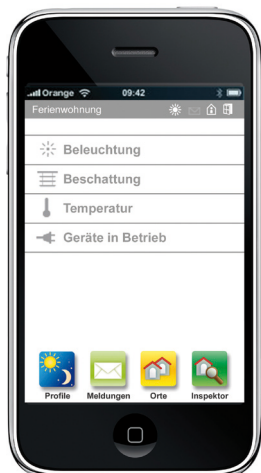 Orange 09:42
Ferienwohnung
Beleuchtung
Beschattung
Temperatur
Geräte in Betrieb
Profile Meldungen Orte Inspektor